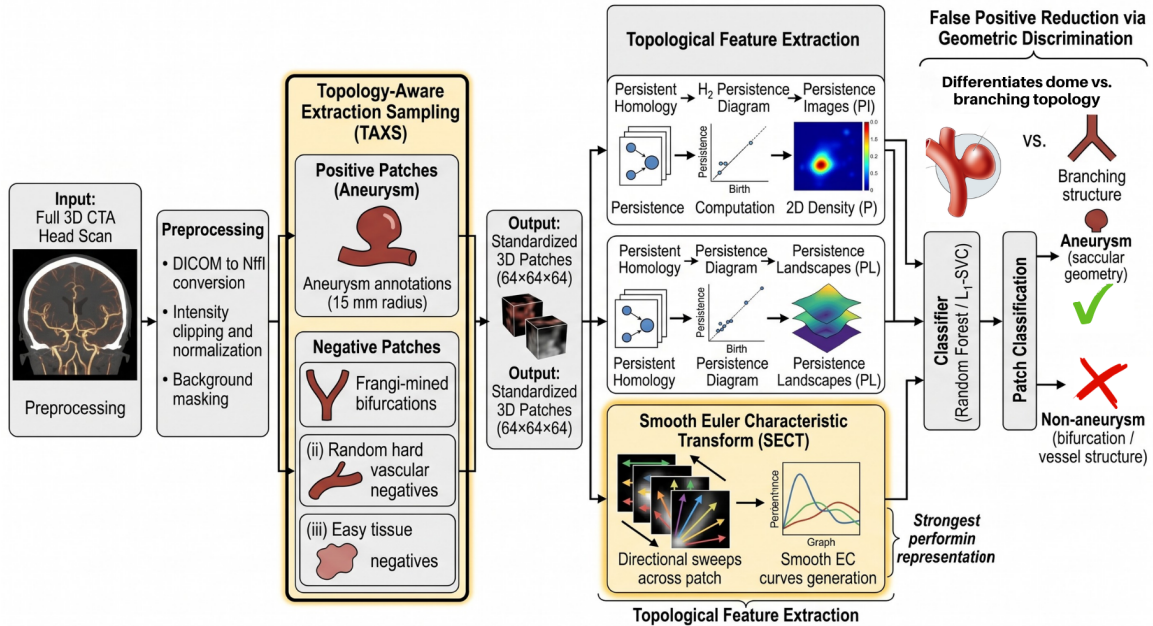 Input:
Full 3D CTA
Head Scan
Preprocessing
Preprocessing
• DICOM to NffI
conversion
• Intensity
clipping and
normalization
• Background
masking
Topology-Aware
Extraction Sampling
(TAXS)
Positive Patches
(Aneurysm)
Aneurysm annotations
(15 mm radius)
Negative Patches
Frangi-mined
bifurcations
(ii) Random hard
vascular
negatives
(iii) Easy tissue
negatives
Output:
Standardized
3D Patches
(64×64×64)
Output:
Standardized
3D Patches
(64×64×64)
Topological Feature Extraction
Persistent
Homology
H₂ Persistence
Diagram
Persistence
Images (PI)
Persistence
Birth
0.0
0.8
0
Persistence
Computation
2D Density (P)
Persistent
Homology
Persistence
Diagram
Persistence
Landscapes (PL)
Persistence
Birth
Persistent
Homology
Persistence
Diagram
Persistence
Landscapes (PL)
Smooth Euler Characteristic
Transform (SECT)
Graph
Directional sweeps
across patch
Smooth EC
curves generation
Topological Feature Extraction
Strongest
performin
representation
Classifier
(Random Forest / L₁-SVC)
Patch Classification
False Positive Reduction via
Geometric Discrimination
Differentiates dome vs.
branching topology
VS.
Branching
structure
Aneurysm
(saccular
geometry)
Non-aneurysm
(bifurcation /
vessel structure)